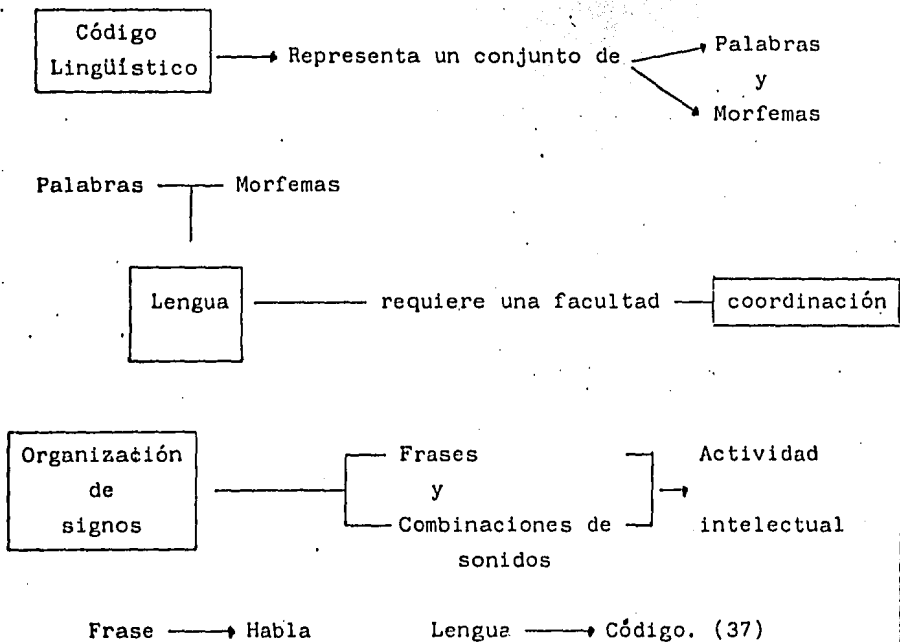 Código
Lingüístico
Representa un conjunto de
Palabras
y
Morfemas
Palabras
Morfemas
Lengua
requiere una facultad
coordinación
Organización
de
signos
Frases
y
Combinaciones de
sonidos
Actividad
intelectual
Frase Habla Lengua Código. (37)